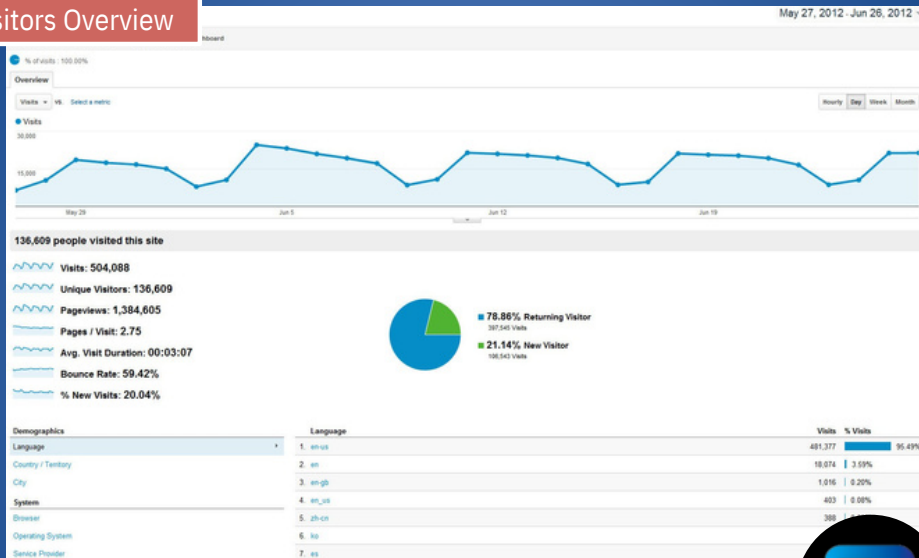 sitors Overview
May 27, 2012 - Jun 26, 2012
hboard
% of visits : 100.00%
Overview
Visits vs. Select a metric
Hourly Day Week Month
Visits
30,000
15,000
May 29 Jun 5 Jun 12 Jun 19
136,609 people visited this site
Visits: 504,088
Unique Visitors: 136,609
Pageviews: 1,384,605
Pages / Visit: 2.75
Avg. Visit Duration: 00:03:07
Bounce Rate: 59.42%
% New Visits: 20.04%
78.86% Returning Visitor
397,545 Visits
21.14% New Visitor
106,543 Visits
Demographics Language Visits % Visits
Language 1. en-us 481,377 95.49%
Country / Territory 2. en 18,074 3.59%
City 3. en-gb 1,016 0.20%
System 4. en_us 403 0.08%
Browser 5. zh-cn 388
Operating System 6. ko
Service Provider 7. es